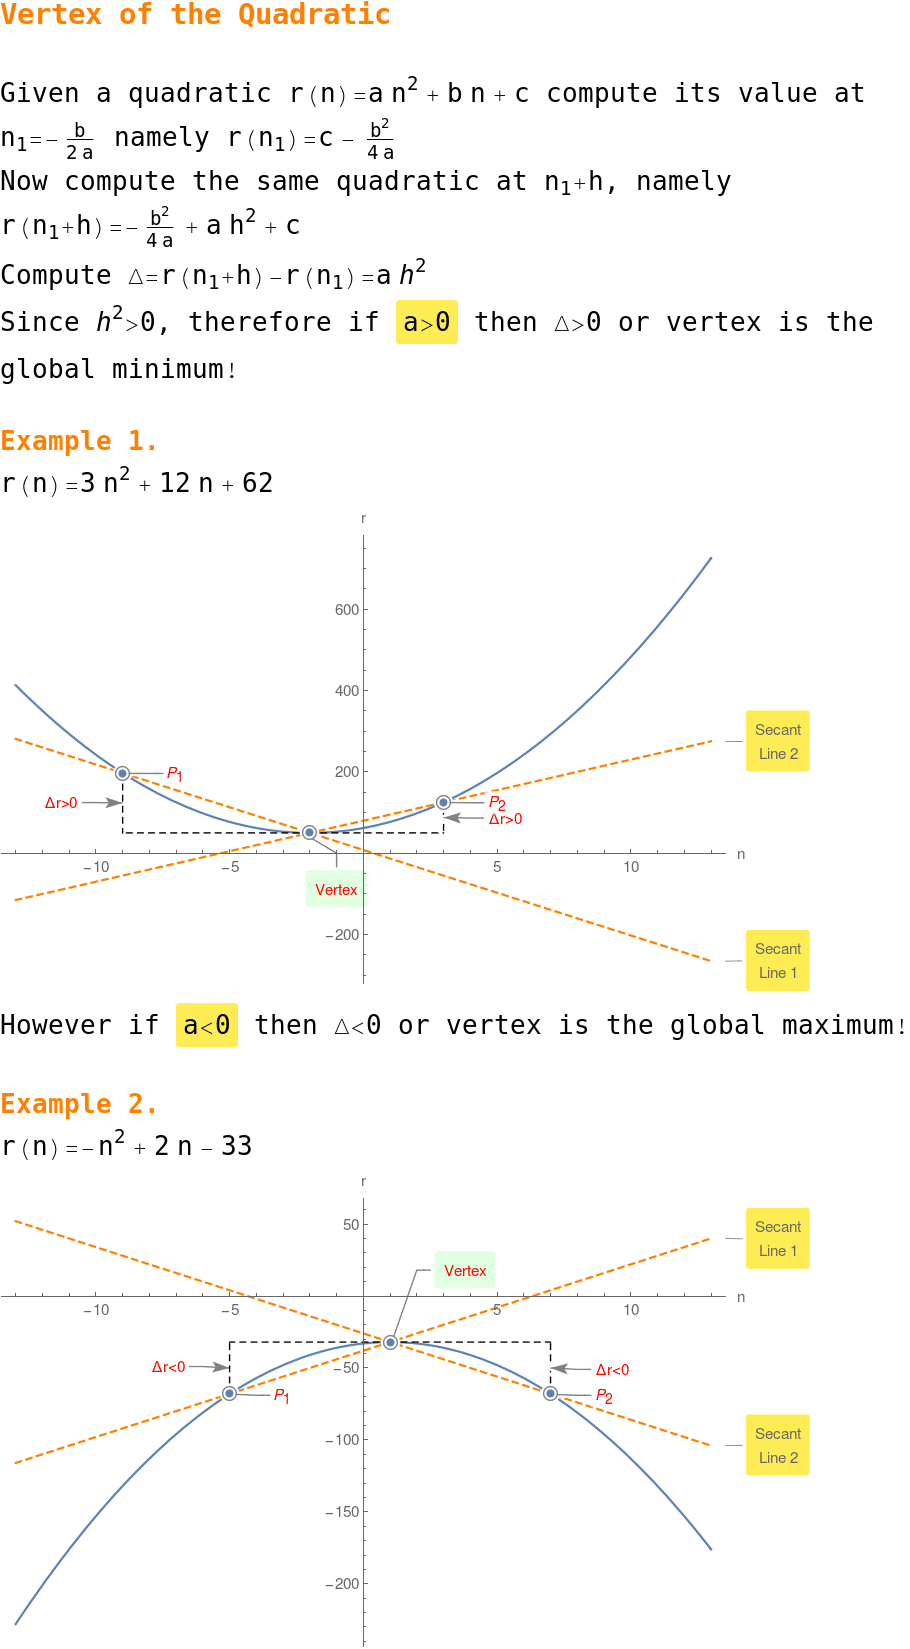 Vertex of the Quadratic
Given a quadratic r(n)=a n² + b n + c compute its value at
n₁=- b/(2 a) namely r(n₁)=c - b²/(4 a)
Now compute the same quadratic at n₁+h, namely
r(n₁+h)=- b²/(4 a) + a h² + c
Compute Δ=r(n₁+h)-r(n₁)=a h²
Since h²>0, therefore if a>0 then Δ>0 or vertex is the
global minimum!
Example 1.
r(n)=3 n² + 12 n + 62
r
600
400
200
-200
-10
-5
5
10
n
P₁
Δr>0
P₂
Δr>0
Vertex
Secant
Line 2
Secant
Line 1
However if a<0 then Δ<0 or vertex is the global maximum!
Example 2.
r(n)=-n² + 2 n - 33
r
50
-50
-100
-150
-200
-10
-5
5
10
n
Vertex
Δr<0
P₁
Δr<0
P₂
Secant
Line 1
Secant
Line 2